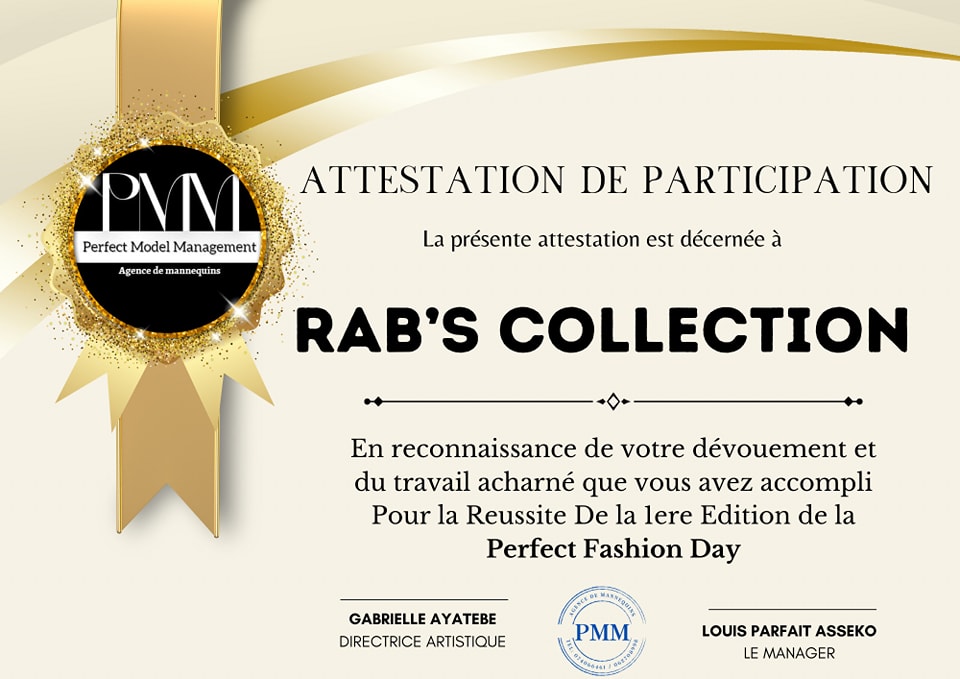 PMM
Perfect Model Management
Agence de mannequins
ATTESTATION DE PARTICIPATION
La présente attestation est décernée à
RAB'S COLLECTION
En reconnaissance de votre dévouement et
du travail acharné que vous avez accompli
Pour la Reussite De la 1ere Edition de la
Perfect Fashion Day
GABRIELLE AYATEBE
DIRECTRICE ARTISTIQUE
AGENCE DE MANNEQUINS
PMM
LOUIS PARFAIT ASSEKO
LE MANAGER